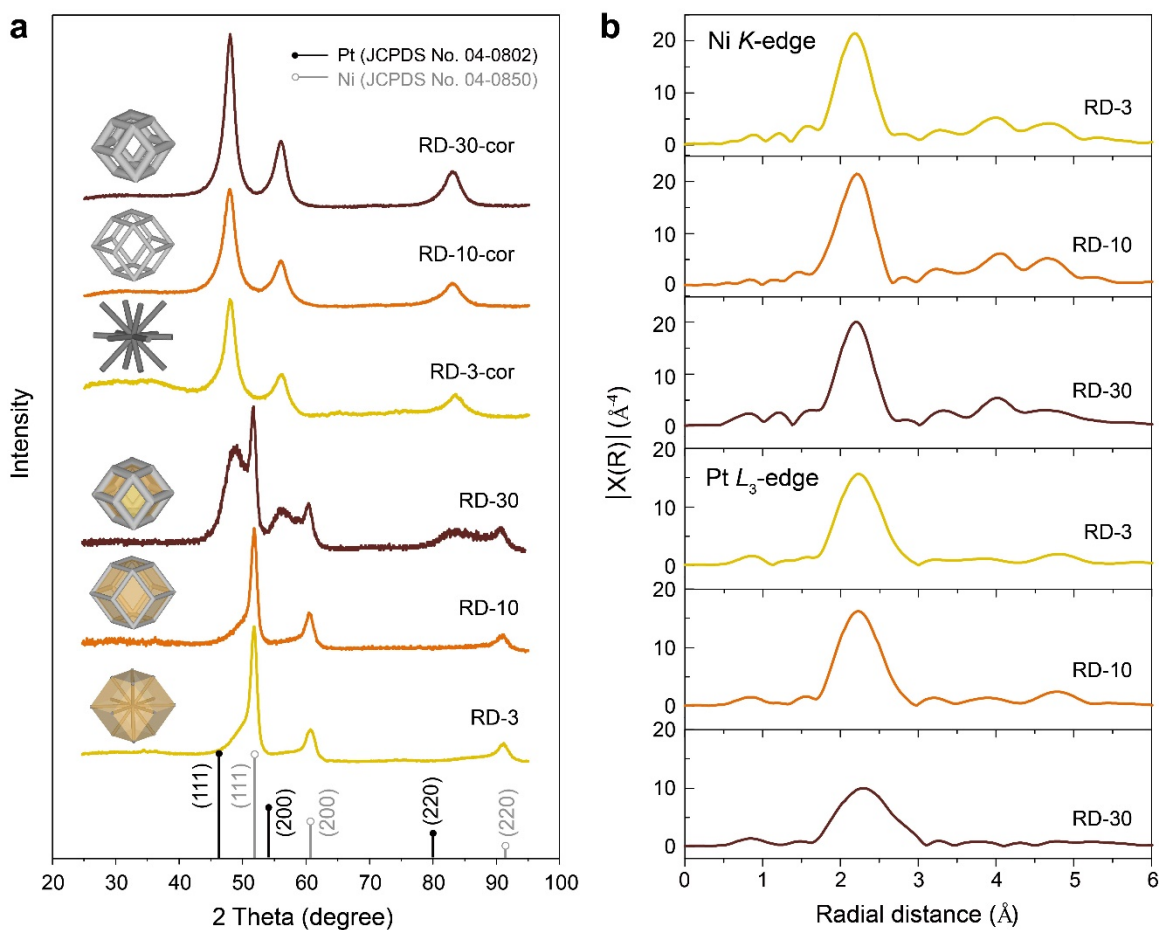 a
Pt (JCPDS No. 04-0802)
Ni (JCPDS No. 04-0850)
RD-30-cor
RD-10-cor
RD-3-cor
RD-30
RD-10
RD-3
(111)
(111)
(200)
(200)
(220)
(220)
Intensity
20 30 40 50 60 70 80 90 100
2 Theta (degree)
b
Ni K-edge
20
10
0
RD-3
20
10
0
RD-10
20
10
0
RD-30
Pt L3-edge
20
10
0
RD-3
20
10
0
RD-10
20
10
0
RD-30
|X(R)| (Å-4)
0 1 2 3 4 5 6
Radial distance (Å)